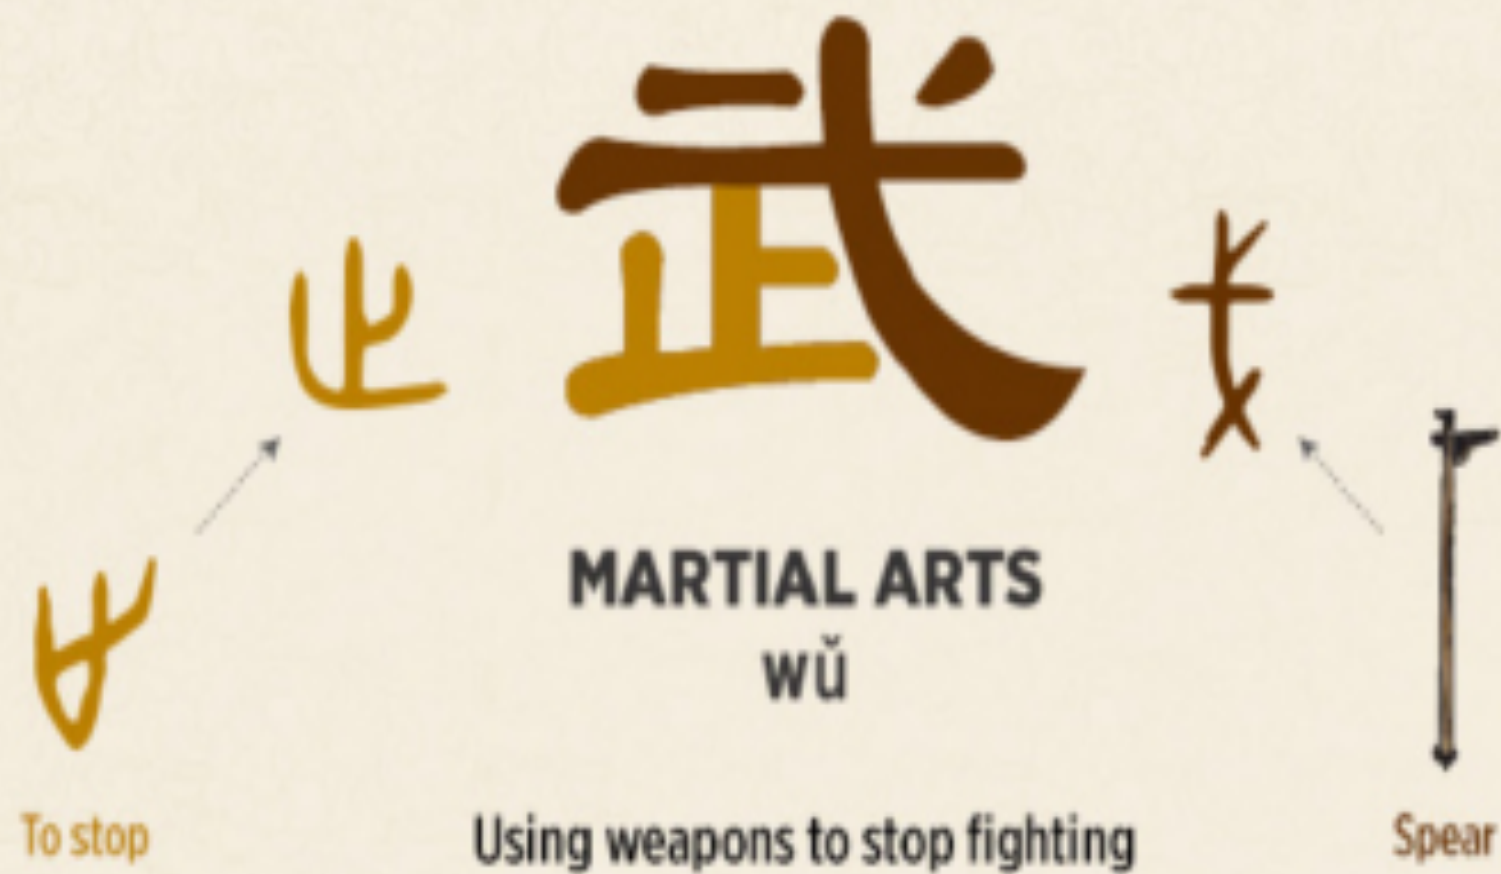 武
MARTIAL ARTS
wǔ
To stop
Using weapons to stop fighting
Spear